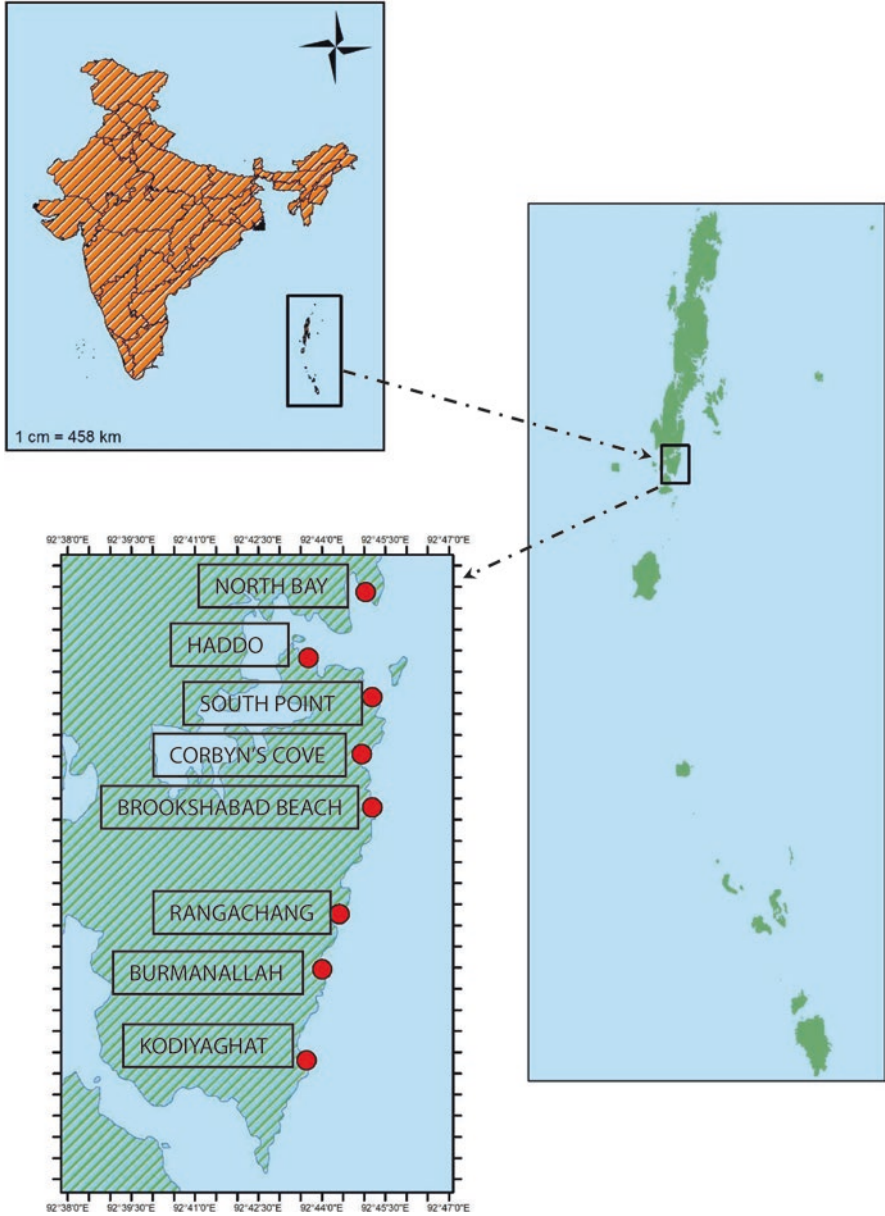 1 cm = 458 km
92°38'0"E 92°39'30"E 92°41'0"E 92°42'30"E 92°44'0"E 92°45'30"E 92°47'0"E
NORTH BAY
HADDO
SOUTH POINT
CORBYN'S COVE
BROOKSHABAD BEACH
RANGACHANG
BURMANALLAH
KODIYAGHAT
92°38'0"E 92°39'30"E 92°41'0"E 92°42'30"E 92°44'0"E 92°45'30"E 92°47'0"E